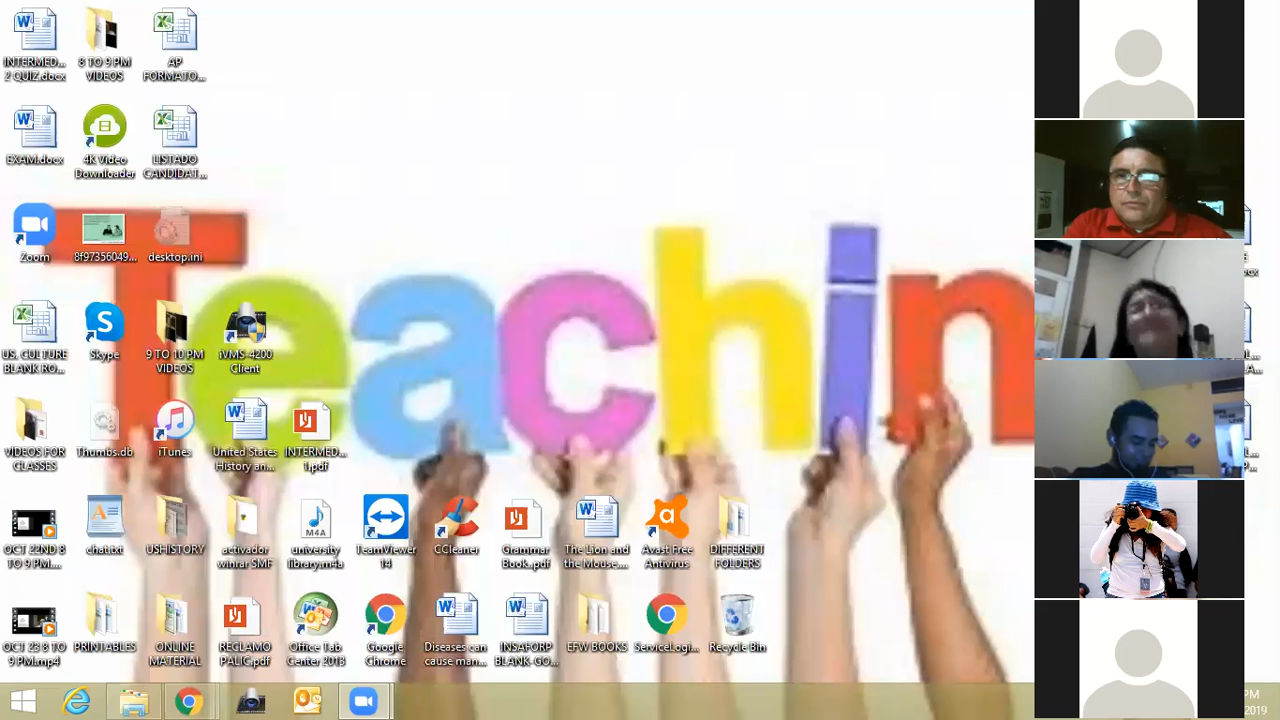 INTERMED...
2 QUIZ.docx
8 TO 9 PM
VIDEOS
AP
FORMATO...
EXAM.docx
4K Video
Downloader
LISTADO
CANDIDAT...
Zoom
8f97356049...
desktop.ini
Teachin
US. CULTURE
BLANK RO...
Skype
9 TO 10 PM
VIDEOS
iVMS-4200
Client
VIDEOS FOR
CLASSES
Thumbs.db
iTunes
United States
History an...
INTERMED...
1.pdf
OCT 22ND 8
TO 9 PM....
chat.txt
USHISTORY
activador
winrar SMF
M4A
university
library.m4a
TeamViewer
14
CCleaner
Grammar
Book..pdf
The Lion and
the Mouse....
Avast Free
Antivirus
DIFFERENT
FOLDERS
OCT 23 8 TO
9 PM.mp4
PRINTABLES
ONLINE
MATERIAL
RECLAMO
PALIC.pdf
Office Tab
Center 2013
Google
Chrome
Diseases can
cause man...
INSAFORP
BLANK-GO...
EFW BOOKS
ServiceLogi...
Recycle Bin
PM
2019